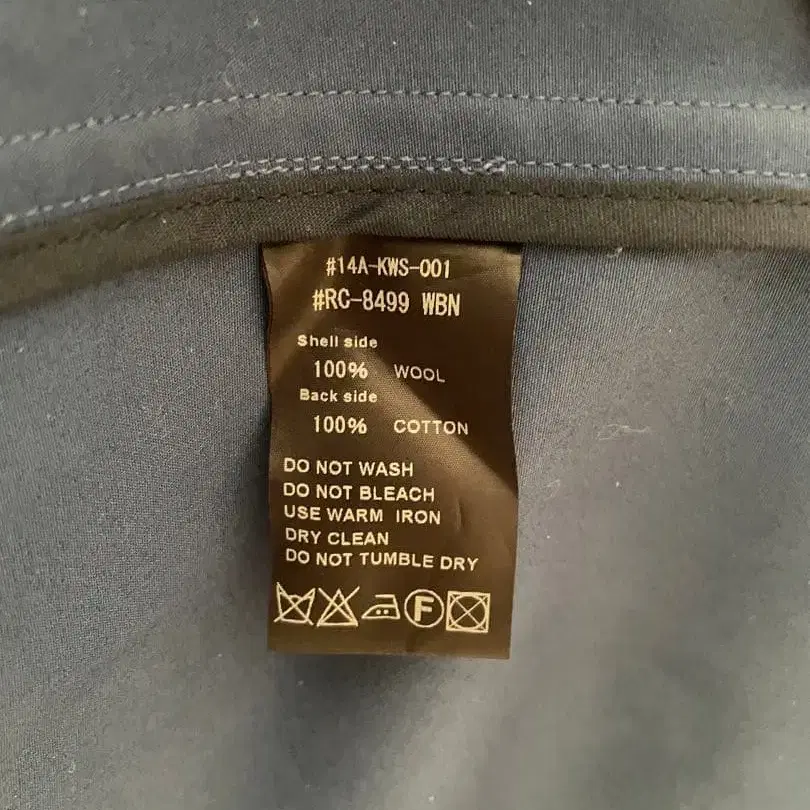 #14A-KWS-001
#RC-8499 WBN
Shell side
100% WOOL
Back side
100% COTTON
DO NOT WASH
DO NOT BLEACH
USE WARM IRON
DRY CLEAN
DO NOT TUMBLE DRY
F